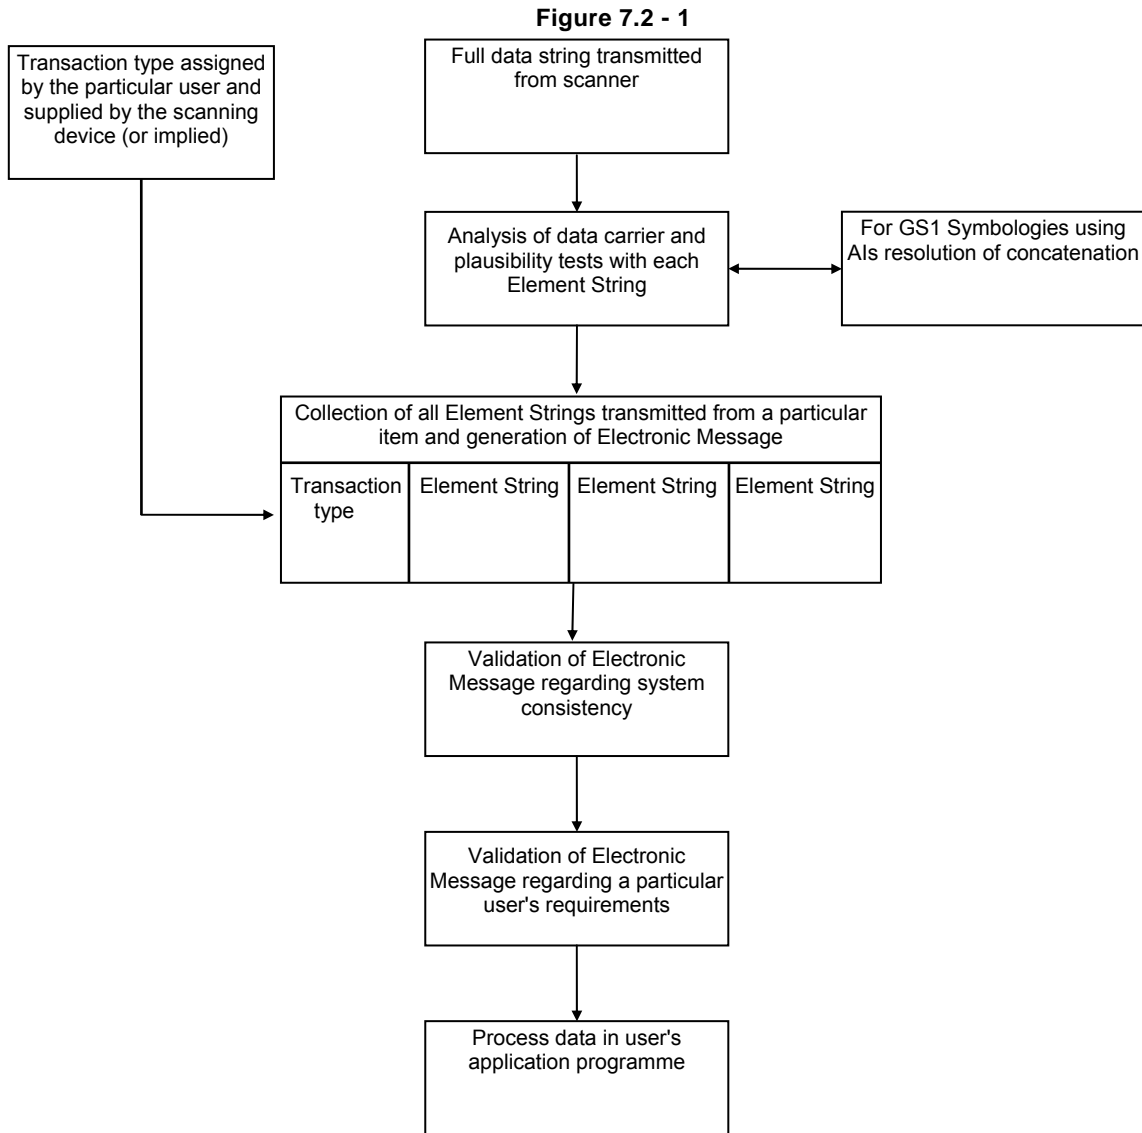 Figure 7.2 - 1
Transaction type assigned
by the particular user and
supplied by the scanning
device (or implied)
Full data string transmitted
from scanner
Analysis of data carrier and
plausibility tests with each
Element String
For GS1 Symbologies using
AIs resolution of concatenation
Collection of all Element Strings transmitted from a particular
item and generation of Electronic Message
Transaction
type
Element String
Element String
Element String
Validation of Electronic
Message regarding system
consistency
Validation of Electronic
Message regarding a particular
user's requirements
Process data in user's
application programme